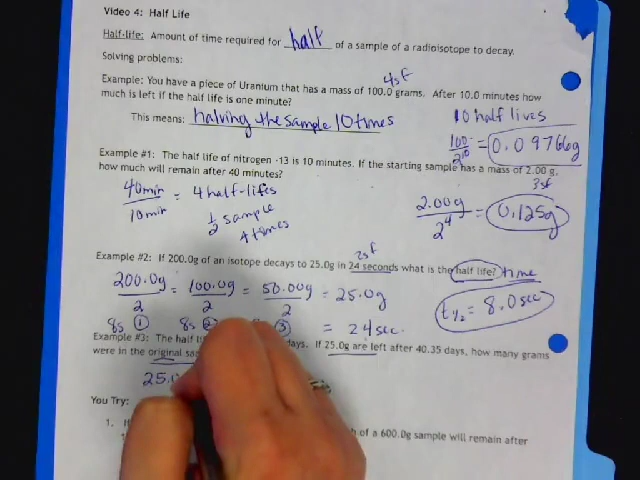 Video 4: Half Life
Half-life: Amount of time required for half of a sample of a radioisotope to decay.
Solving problems:
4sf
Example: You have a piece of Uranium that has a mass of 100.0 grams. After 10.0 minutes how
much is left if the half life is one minute?
10 half lives
This means: halving the sample 10 times
100/2^10 = 0.09766g
Example #1: The half life of nitrogen -13 is 10 minutes. If the starting sample has a mass of 2.00 g,
how much will remain after 40 minutes?
3sf
40min/10min = 4 half-lifes
1/2 sample
4 times
2.00g/2^4 = 0.125g
2sf
Example #2: If 200.0g of an isotope decays to 25.0g in 24 seconds what is the half life? time
200.0g/2 = 100.0g/2 = 50.00g/2 = 25.0g
t1/2 = 8.0sec
8s 1 8s 3 = 24sec.
Example #3: The half days. If 25.0g are left after 40.35 days, how many grams
were in the original
25.
You Try:
1. of a 600.0g sample will remain after